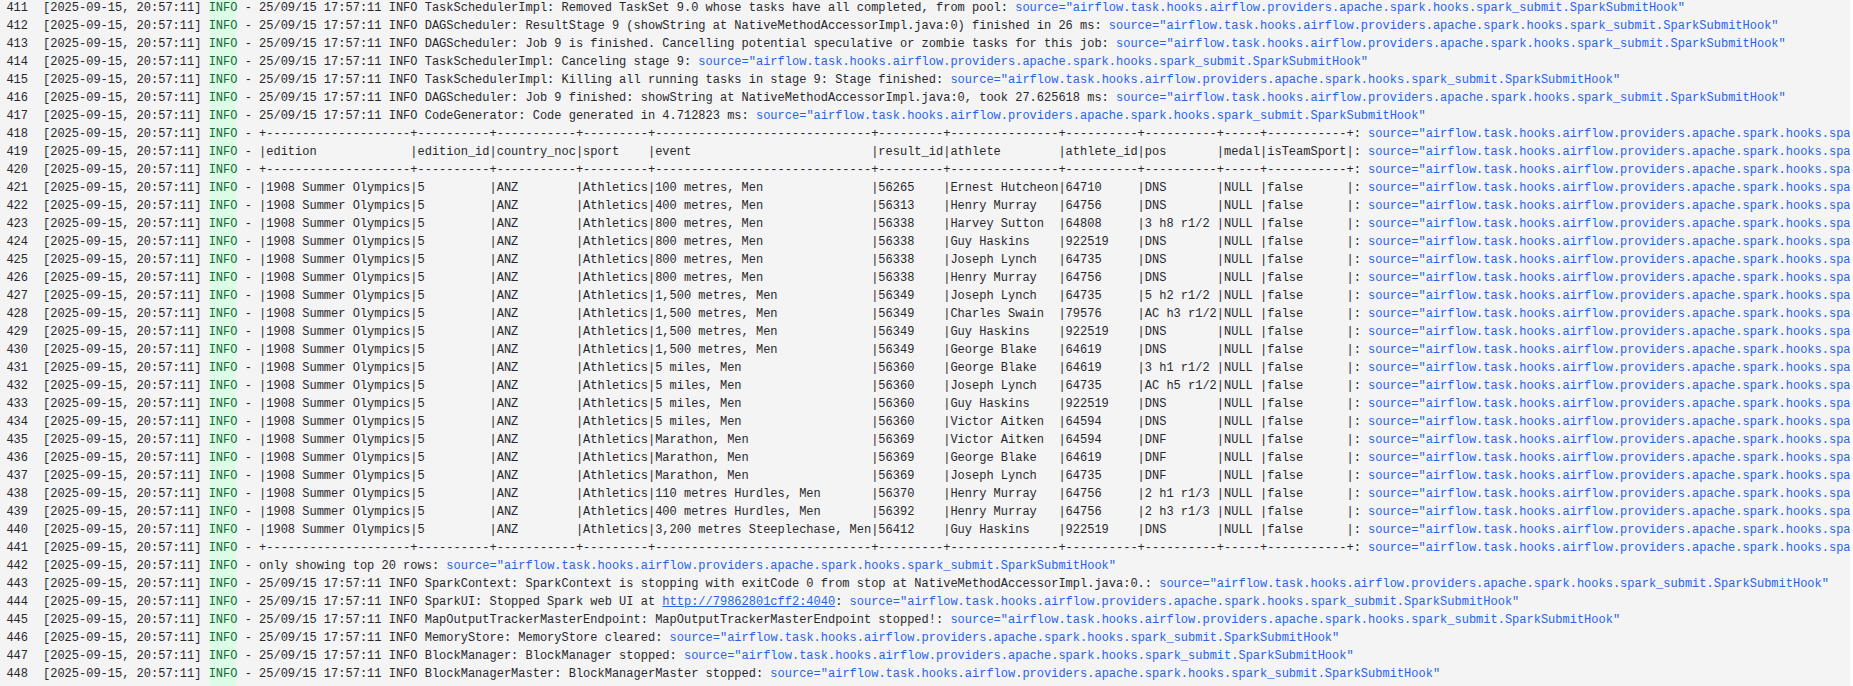 411 [2025-09-15, 20:57:11] INFO - 25/09/15 17:57:11 INFO TaskSchedulerImpl: Removed TaskSet 9.0 whose tasks have all completed, from pool: source="airflow.task.hooks.airflow.providers.apache.spark.hooks.spark_submit.SparkSubmitHook"
412 [2025-09-15, 20:57:11] INFO - 25/09/15 17:57:11 INFO DAGScheduler: ResultStage 9 (showString at NativeMethodAccessorImpl.java:0) finished in 26 ms: source="airflow.task.hooks.airflow.providers.apache.spark.hooks.spark_submit.SparkSubmitHook"
413 [2025-09-15, 20:57:11] INFO - 25/09/15 17:57:11 INFO DAGScheduler: Job 9 is finished. Cancelling potential speculative or zombie tasks for this job: source="airflow.task.hooks.airflow.providers.apache.spark.hooks.spark_submit.SparkSubmitHook"
414 [2025-09-15, 20:57:11] INFO - 25/09/15 17:57:11 INFO TaskSchedulerImpl: Canceling stage 9: source="airflow.task.hooks.airflow.providers.apache.spark.hooks.spark_submit.SparkSubmitHook"
415 [2025-09-15, 20:57:11] INFO - 25/09/15 17:57:11 INFO TaskSchedulerImpl: Killing all running tasks in stage 9: Stage finished: source="airflow.task.hooks.airflow.providers.apache.spark.hooks.spark_submit.SparkSubmitHook"
416 [2025-09-15, 20:57:11] INFO - 25/09/15 17:57:11 INFO DAGScheduler: Job 9 finished: showString at NativeMethodAccessorImpl.java:0, took 27.625618 ms: source="airflow.task.hooks.airflow.providers.apache.spark.hooks.spark_submit.SparkSubmitHook"
417 [2025-09-15, 20:57:11] INFO - 25/09/15 17:57:11 INFO CodeGenerator: Code generated in 4.712823 ms: source="airflow.task.hooks.airflow.providers.apache.spark.hooks.spark_submit.SparkSubmitHook"
418 [2025-09-15, 20:57:11] INFO - +--------------------+----------+-----------+---------+------------------------------+---------+---------------+----------+----------+-----+-----------+: source="airflow.task.hooks.airflow.providers.apache.spark.hooks.spa
419 [2025-09-15, 20:57:11] INFO - |edition             |edition_id|country_noc|sport    |event                         |result_id|athlete        |athlete_id|pos       |medal|isTeamSport|: source="airflow.task.hooks.airflow.providers.apache.spark.hooks.spa
420 [2025-09-15, 20:57:11] INFO - +--------------------+----------+-----------+---------+------------------------------+---------+---------------+----------+----------+-----+-----------+: source="airflow.task.hooks.airflow.providers.apache.spark.hooks.spa
421 [2025-09-15, 20:57:11] INFO - |1908 Summer Olympics|5         |ANZ        |Athletics|100 metres, Men               |56265    |Ernest Hutcheon|64710     |DNS       |NULL |false      |: source="airflow.task.hooks.airflow.providers.apache.spark.hooks.spa
422 [2025-09-15, 20:57:11] INFO - |1908 Summer Olympics|5         |ANZ        |Athletics|400 metres, Men               |56313    |Henry Murray   |64756     |DNS       |NULL |false      |: source="airflow.task.hooks.airflow.providers.apache.spark.hooks.spa
423 [2025-09-15, 20:57:11] INFO - |1908 Summer Olympics|5         |ANZ        |Athletics|800 metres, Men               |56338    |Harvey Sutton  |64808     |3 h8 r1/2 |NULL |false      |: source="airflow.task.hooks.airflow.providers.apache.spark.hooks.spa
424 [2025-09-15, 20:57:11] INFO - |1908 Summer Olympics|5         |ANZ        |Athletics|800 metres, Men               |56338    |Guy Haskins    |922519    |DNS       |NULL |false      |: source="airflow.task.hooks.airflow.providers.apache.spark.hooks.spa
425 [2025-09-15, 20:57:11] INFO - |1908 Summer Olympics|5         |ANZ        |Athletics|800 metres, Men               |56338    |Joseph Lynch   |64735     |DNS       |NULL |false      |: source="airflow.task.hooks.airflow.providers.apache.spark.hooks.spa
426 [2025-09-15, 20:57:11] INFO - |1908 Summer Olympics|5         |ANZ        |Athletics|800 metres, Men               |56338    |Henry Murray   |64756     |DNS       |NULL |false      |: source="airflow.task.hooks.airflow.providers.apache.spark.hooks.spa
427 [2025-09-15, 20:57:11] INFO - |1908 Summer Olympics|5         |ANZ        |Athletics|1,500 metres, Men             |56349    |Joseph Lynch   |64735     |5 h2 r1/2 |NULL |false      |: source="airflow.task.hooks.airflow.providers.apache.spark.hooks.spa
428 [2025-09-15, 20:57:11] INFO - |1908 Summer Olympics|5         |ANZ        |Athletics|1,500 metres, Men             |56349    |Charles Swain  |79576     |AC h3 r1/2|NULL |false      |: source="airflow.task.hooks.airflow.providers.apache.spark.hooks.spa
429 [2025-09-15, 20:57:11] INFO - |1908 Summer Olympics|5         |ANZ        |Athletics|1,500 metres, Men             |56349    |Guy Haskins    |922519    |DNS       |NULL |false      |: source="airflow.task.hooks.airflow.providers.apache.spark.hooks.spa
430 [2025-09-15, 20:57:11] INFO - |1908 Summer Olympics|5         |ANZ        |Athletics|1,500 metres, Men             |56349    |George Blake   |64619     |DNS       |NULL |false      |: source="airflow.task.hooks.airflow.providers.apache.spark.hooks.spa
431 [2025-09-15, 20:57:11] INFO - |1908 Summer Olympics|5         |ANZ        |Athletics|5 miles, Men                  |56360    |George Blake   |64619     |3 h1 r1/2 |NULL |false      |: source="airflow.task.hooks.airflow.providers.apache.spark.hooks.spa
432 [2025-09-15, 20:57:11] INFO - |1908 Summer Olympics|5         |ANZ        |Athletics|5 miles, Men                  |56360    |Joseph Lynch   |64735     |AC h5 r1/2|NULL |false      |: source="airflow.task.hooks.airflow.providers.apache.spark.hooks.spa
433 [2025-09-15, 20:57:11] INFO - |1908 Summer Olympics|5         |ANZ        |Athletics|5 miles, Men                  |56360    |Guy Haskins    |922519    |DNS       |NULL |false      |: source="airflow.task.hooks.airflow.providers.apache.spark.hooks.spa
434 [2025-09-15, 20:57:11] INFO - |1908 Summer Olympics|5         |ANZ        |Athletics|5 miles, Men                  |56360    |Victor Aitken  |64594     |DNS       |NULL |false      |: source="airflow.task.hooks.airflow.providers.apache.spark.hooks.spa
435 [2025-09-15, 20:57:11] INFO - |1908 Summer Olympics|5         |ANZ        |Athletics|Marathon, Men                 |56369    |Victor Aitken  |64594     |DNF       |NULL |false      |: source="airflow.task.hooks.airflow.providers.apache.spark.hooks.spa
436 [2025-09-15, 20:57:11] INFO - |1908 Summer Olympics|5         |ANZ        |Athletics|Marathon, Men                 |56369    |George Blake   |64619     |DNF       |NULL |false      |: source="airflow.task.hooks.airflow.providers.apache.spark.hooks.spa
437 [2025-09-15, 20:57:11] INFO - |1908 Summer Olympics|5         |ANZ        |Athletics|Marathon, Men                 |56369    |Joseph Lynch   |64735     |DNF       |NULL |false      |: source="airflow.task.hooks.airflow.providers.apache.spark.hooks.spa
438 [2025-09-15, 20:57:11] INFO - |1908 Summer Olympics|5         |ANZ        |Athletics|110 metres Hurdles, Men       |56370    |Henry Murray   |64756     |2 h1 r1/3 |NULL |false      |: source="airflow.task.hooks.airflow.providers.apache.spark.hooks.spa
439 [2025-09-15, 20:57:11] INFO - |1908 Summer Olympics|5         |ANZ        |Athletics|400 metres Hurdles, Men       |56392    |Henry Murray   |64756     |2 h3 r1/3 |NULL |false      |: source="airflow.task.hooks.airflow.providers.apache.spark.hooks.spa
440 [2025-09-15, 20:57:11] INFO - |1908 Summer Olympics|5         |ANZ        |Athletics|3,200 metres Steeplechase, Men|56412    |Guy Haskins    |922519    |DNS       |NULL |false      |: source="airflow.task.hooks.airflow.providers.apache.spark.hooks.spa
441 [2025-09-15, 20:57:11] INFO - +--------------------+----------+-----------+---------+------------------------------+---------+---------------+----------+----------+-----+-----------+: source="airflow.task.hooks.airflow.providers.apache.spark.hooks.spa
442 [2025-09-15, 20:57:11] INFO - only showing top 20 rows: source="airflow.task.hooks.airflow.providers.apache.spark.hooks.spark_submit.SparkSubmitHook"
443 [2025-09-15, 20:57:11] INFO - 25/09/15 17:57:11 INFO SparkContext: SparkContext is stopping with exitCode 0 from stop at NativeMethodAccessorImpl.java:0.: source="airflow.task.hooks.airflow.providers.apache.spark.hooks.spark_submit.SparkSubmitHook"
444 [2025-09-15, 20:57:11] INFO - 25/09/15 17:57:11 INFO SparkUI: Stopped Spark web UI at http://79862801cff2:4040: source="airflow.task.hooks.airflow.providers.apache.spark.hooks.spark_submit.SparkSubmitHook"
445 [2025-09-15, 20:57:11] INFO - 25/09/15 17:57:11 INFO MapOutputTrackerMasterEndpoint: MapOutputTrackerMasterEndpoint stopped!: source="airflow.task.hooks.airflow.providers.apache.spark.hooks.spark_submit.SparkSubmitHook"
446 [2025-09-15, 20:57:11] INFO - 25/09/15 17:57:11 INFO MemoryStore: MemoryStore cleared: source="airflow.task.hooks.airflow.providers.apache.spark.hooks.spark_submit.SparkSubmitHook"
447 [2025-09-15, 20:57:11] INFO - 25/09/15 17:57:11 INFO BlockManager: BlockManager stopped: source="airflow.task.hooks.airflow.providers.apache.spark.hooks.spark_submit.SparkSubmitHook"
448 [2025-09-15, 20:57:11] INFO - 25/09/15 17:57:11 INFO BlockManagerMaster: BlockManagerMaster stopped: source="airflow.task.hooks.airflow.providers.apache.spark.hooks.spark_submit.SparkSubmitHook"